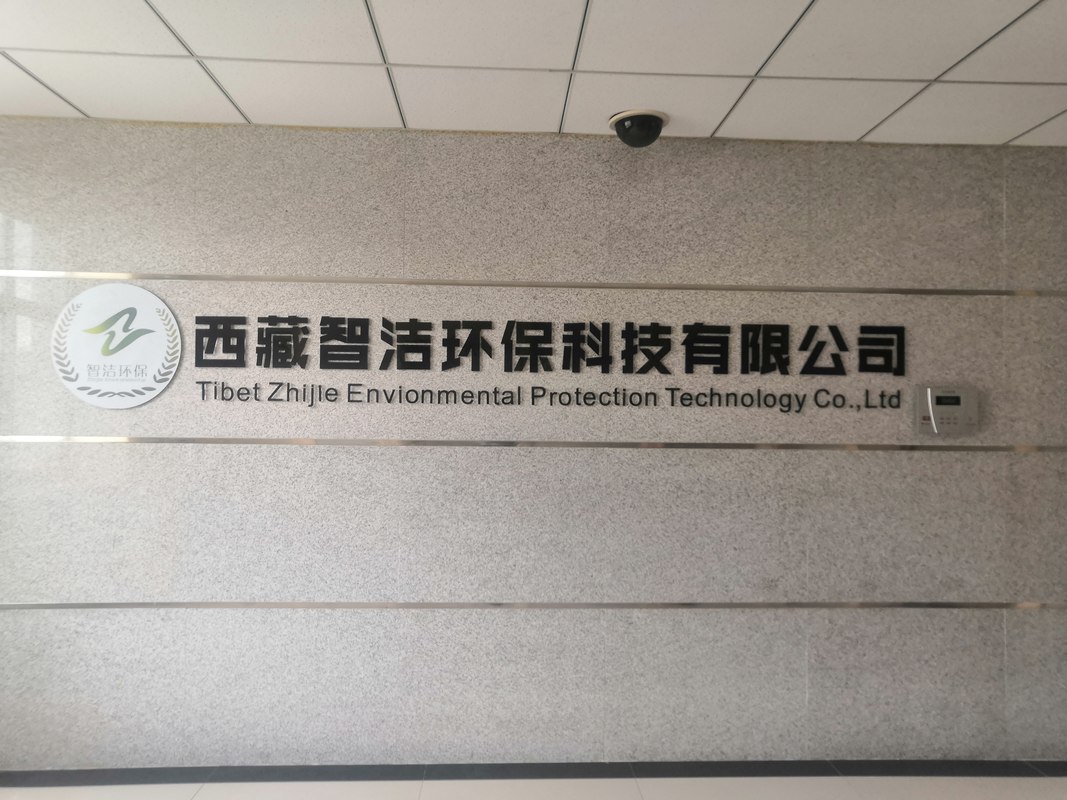 智洁环保
西藏智洁环保科技有限公司
Tibet Zhijie Envionmental Protection Technology Co.,Ltd